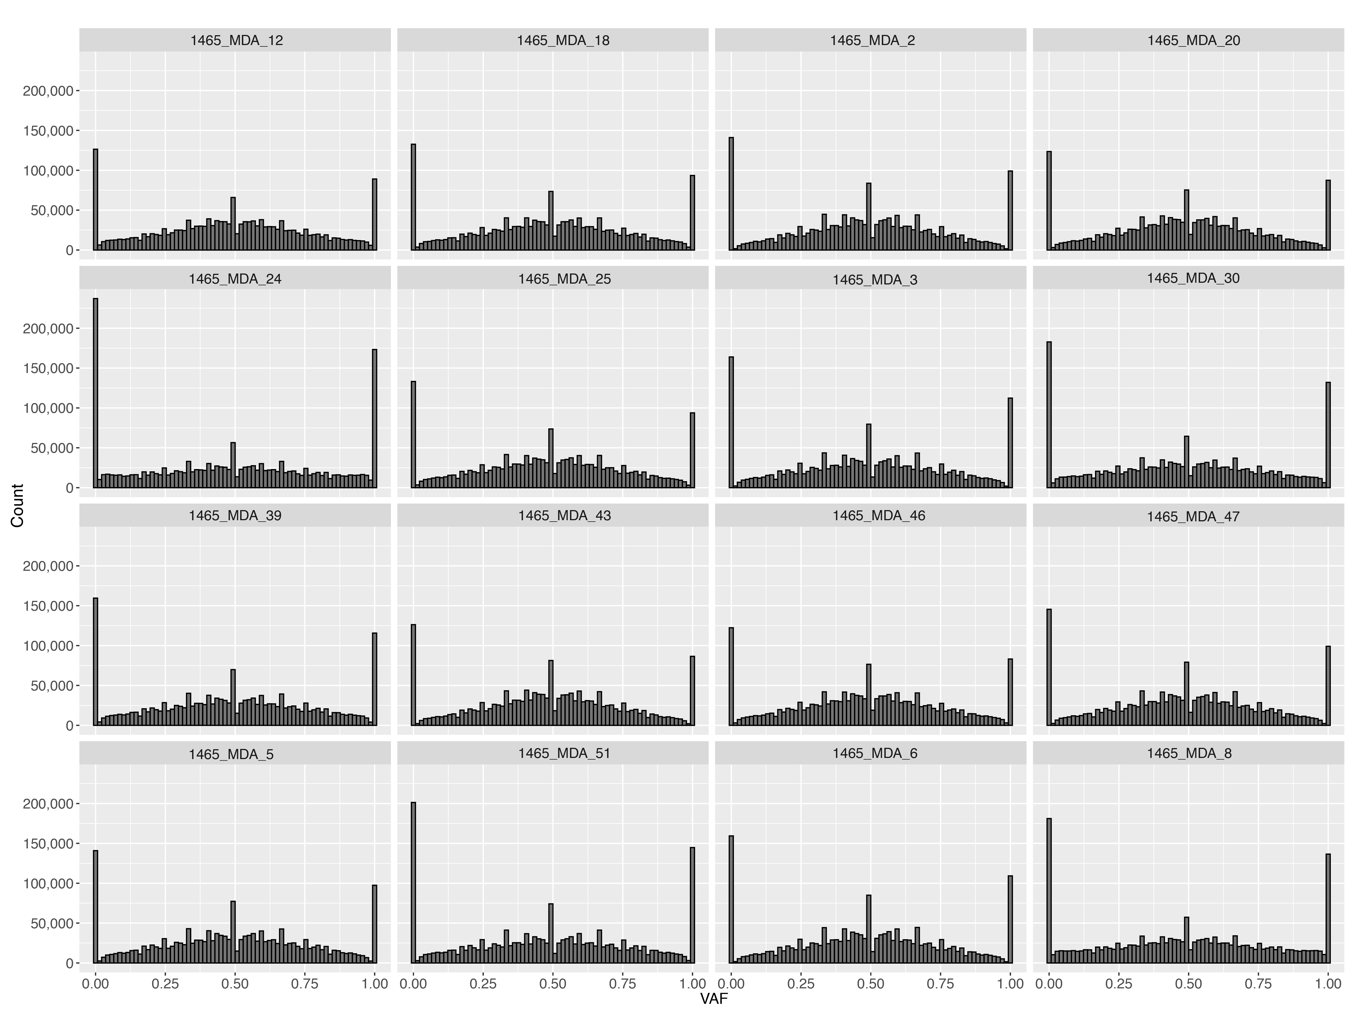 1465_MDA_12 1465_MDA_18 1465_MDA_2 1465_MDA_20
200,000
150,000
100,000
50,000
0
1465_MDA_24 1465_MDA_25 1465_MDA_3 1465_MDA_30
200,000
150,000
100,000
50,000
0
Count
1465_MDA_39 1465_MDA_43 1465_MDA_46 1465_MDA_47
200,000
150,000
100,000
50,000
0
1465_MDA_5 1465_MDA_51 1465_MDA_6 1465_MDA_8
200,000
150,000
100,000
50,000
0
0.00 0.25 0.50 0.75 1.00 0.00 0.25 0.50 0.75 1.00 0.00 0.25 0.50 0.75 1.00 0.00 0.25 0.50 0.75 1.00
VAF